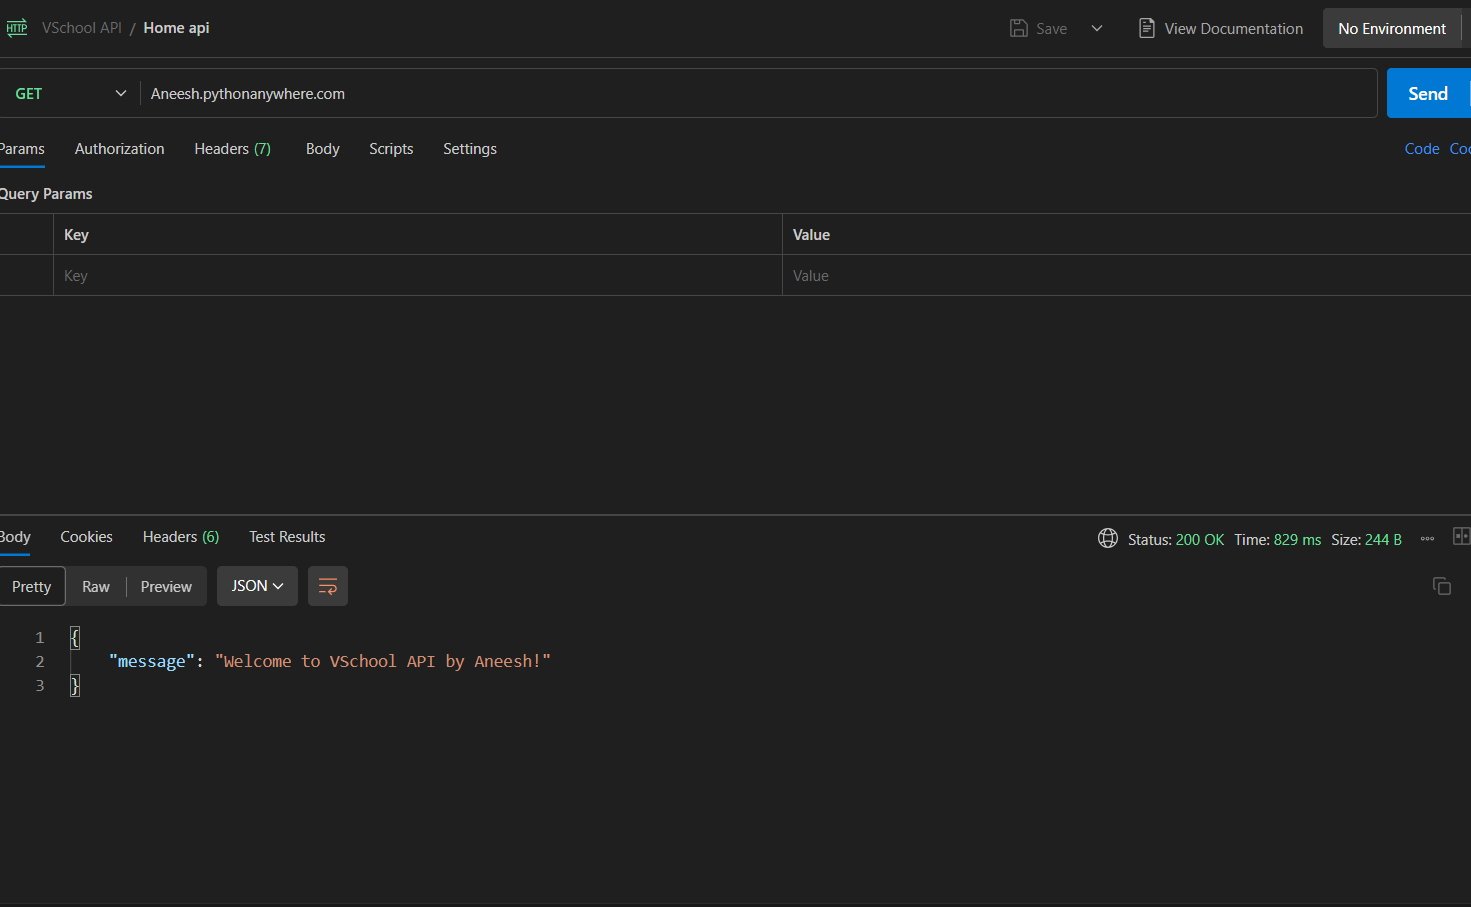 HTTP VSchool API / Home api Save View Documentation No Environment
GET Aneesh.pythonanywhere.com Send
Params Authorization Headers (7) Body Scripts Settings Code Coo
Query Params
Key Value
Key Value
Body Cookies Headers (6) Test Results Status: 200 OK Time: 829 ms Size: 244 B
Pretty Raw Preview JSON
1 {
2 "message": "Welcome to VSchool API by Aneesh!"
3 }